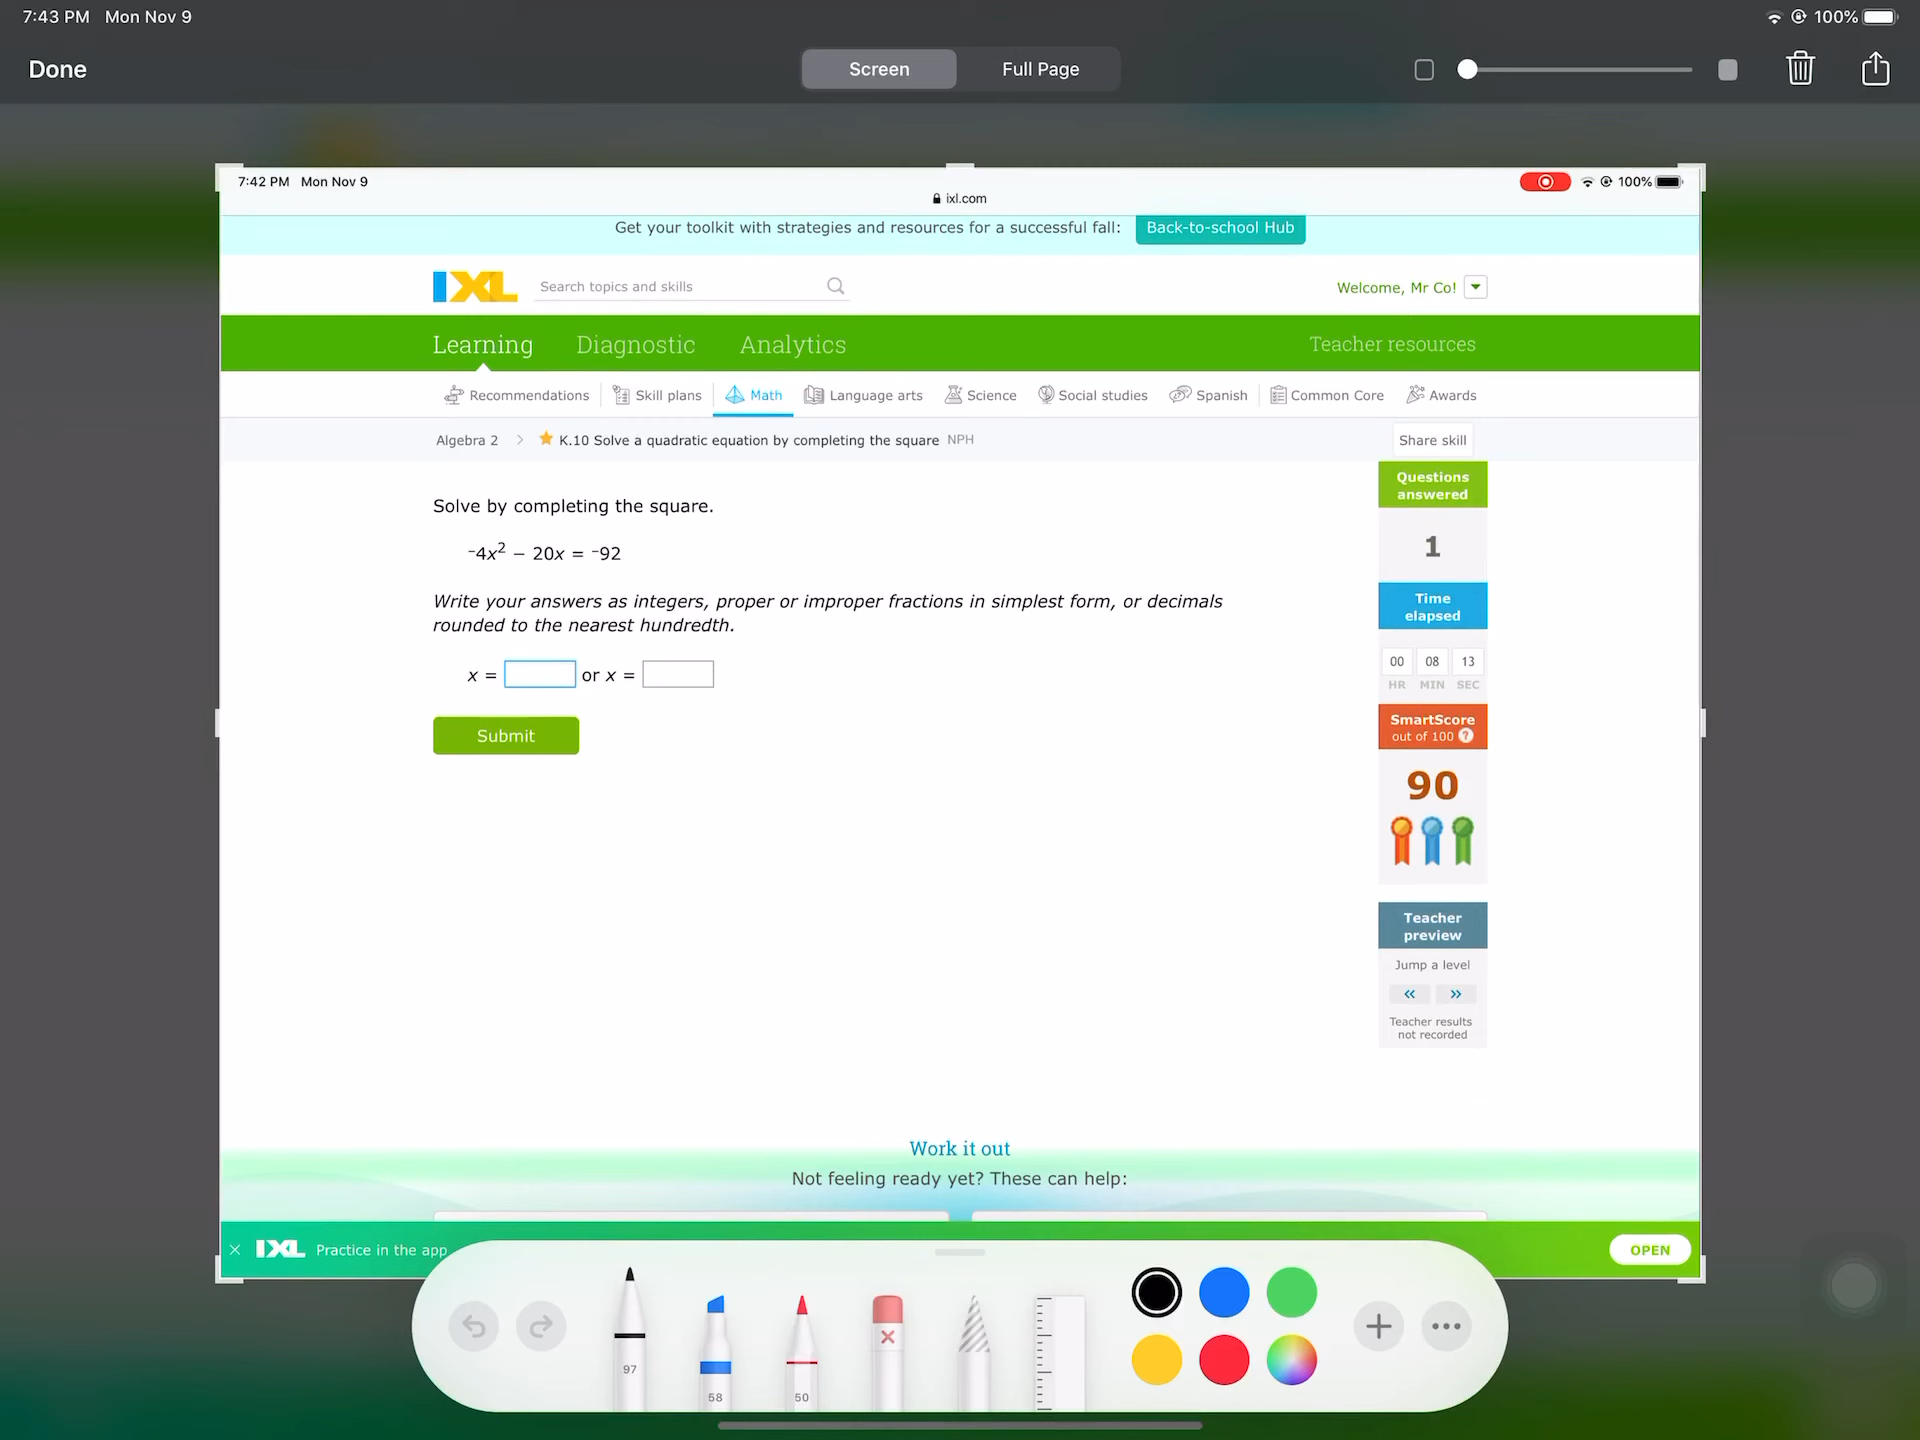 7:43 PM Mon Nov 9
100%
Done
Screen
Full Page
7:42 PM Mon Nov 9
100%
ixl.com
Get your toolkit with strategies and resources for a successful fall: Back-to-school Hub
IXL
Search topics and skills
Welcome, Mr Co!
Learning
Diagnostic
Analytics
Teacher resources
Recommendations
Skill plans
Math
Language arts
Science
Social studies
Spanish
Common Core
Awards
Algebra 2 > K.10 Solve a quadratic equation by completing the square NPH
Share skill
Solve by completing the square.
⁻4x² − 20x = ⁻92
Write your answers as integers, proper or improper fractions in simplest form, or decimals
rounded to the nearest hundredth.
x = or x =
Submit
Questions
answered
1
Time
elapsed
00 08 13
HR MIN SEC
SmartScore
out of 100 ?
90
Teacher
preview
Jump a level
« »
Teacher results
not recorded
Work it out
Not feeling ready yet? These can help:
× IXL Practice in the app
OPEN
97
58
50